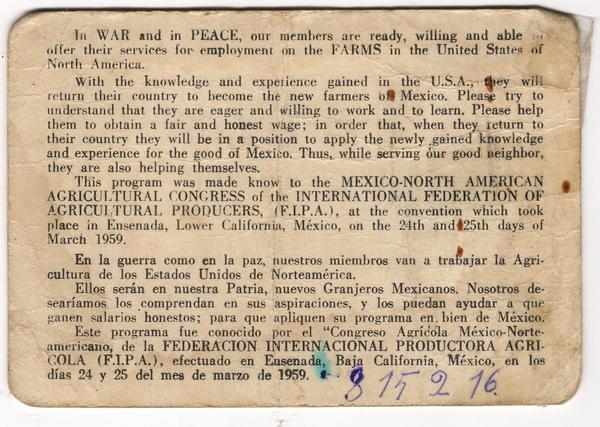 In WAR and in PEACE, our members are ready, willing and able to
offer their services for employment on the FARMS in the United States of
North America.
With the knowledge and experience gained in the U.S.A., they will
return their country to become the new farmers of Mexico. Please try to
understand that they are eager and willing to work and to learn. Please help
them to obtain a fair and honest wage; in order that, when they return to
their country they will be in a position to apply the newly gained knowledge
and experience for the good of Mexico. Thus, while serving our good neighbor,
they are also helping themselves.
This program was made know to the MEXICO-NORTH AMERICAN
AGRICULTURAL CONGRESS of the INTERNATIONAL FEDERATION OF
AGRICULTURAL PRODUCERS, (F.I.P.A.), at the convention which took
place in Ensenada, Lower California, México, on the 24th and 25th days of
March 1959.
En la guerra como en la paz, nuestros miembros van a trabajar la Agri-
cultura de los Estados Unidos de Norteamérica.
Ellos serán en nuestra Patria, nuevos Granjeros Mexicanos. Nosotros de-
searíamos los comprendan en sus aspiraciones, y los puedan ayudar a que
ganen salarios honestos; para que apliquen su programa en bien de México.
Este programa fue conocido por el "Congreso Agrícola México-Norte-
americano, de la FEDERACION INTERNACIONAL PRODUCTORA AGRI-
COLA (F.I.P.A.), efectuado en Ensenada, Baja California, México, en los
días 24 y 25 del mes de marzo de 1959.
8 15 2 16.